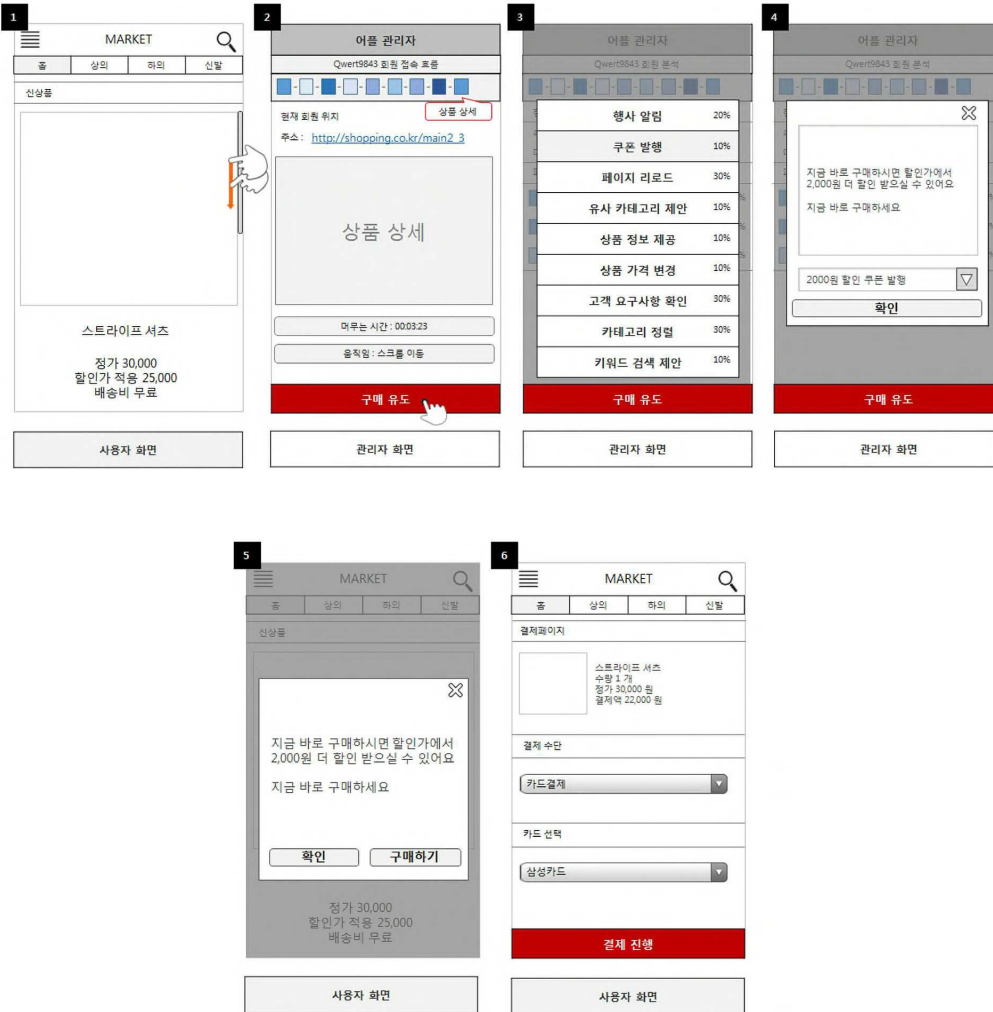 1
MARKET
홈 상의 하의 신발
신상품
스트라이프 셔츠
정가 30,000
할인가 적용 25,000
배송비 무료
사용자 화면
2
어플 관리자
Qwert9843 회원 접속 흐름
상품 상세
현재 회원 위치
주소 : http://shopping.co.kr/main2_3
상품 상세
머무는 시간 : 00:03:23
움직임 : 스크롤 이동
구매 유도
관리자 화면
3
어플 관리자
Qwert9843 회원 분석
행사 알림 20%
쿠폰 발행 10%
페이지 리로드 30%
유사 카테고리 제안 10%
상품 정보 제공 10%
상품 가격 변경 10%
고객 요구사항 확인 30%
카테고리 정렬 30%
키워드 검색 제안 10%
구매 유도
관리자 화면
4
어플 관리자
Qwert9843 회원 분석
지금 바로 구매하시면 할인가에서
2,000원 더 할인 받으실 수 있어요
지금 바로 구매하세요
2000원 할인 쿠폰 발행
확인
구매 유도
관리자 화면
5
MARKET
홈 상의 하의 신발
신상품
지금 바로 구매하시면 할인가에서
2,000원 더 할인 받으실 수 있어요
지금 바로 구매하세요
확인 구매하기
정가 30,000
할인가 적용 25,000
배송비 무료
사용자 화면
6
MARKET
홈 상의 하의 신발
결제페이지
스트라이프 셔츠
수량 1 개
정가 30,000 원
결제액 22,000 원
결제 수단
카드결제
카드 선택
삼성카드
결제 진행
사용자 화면